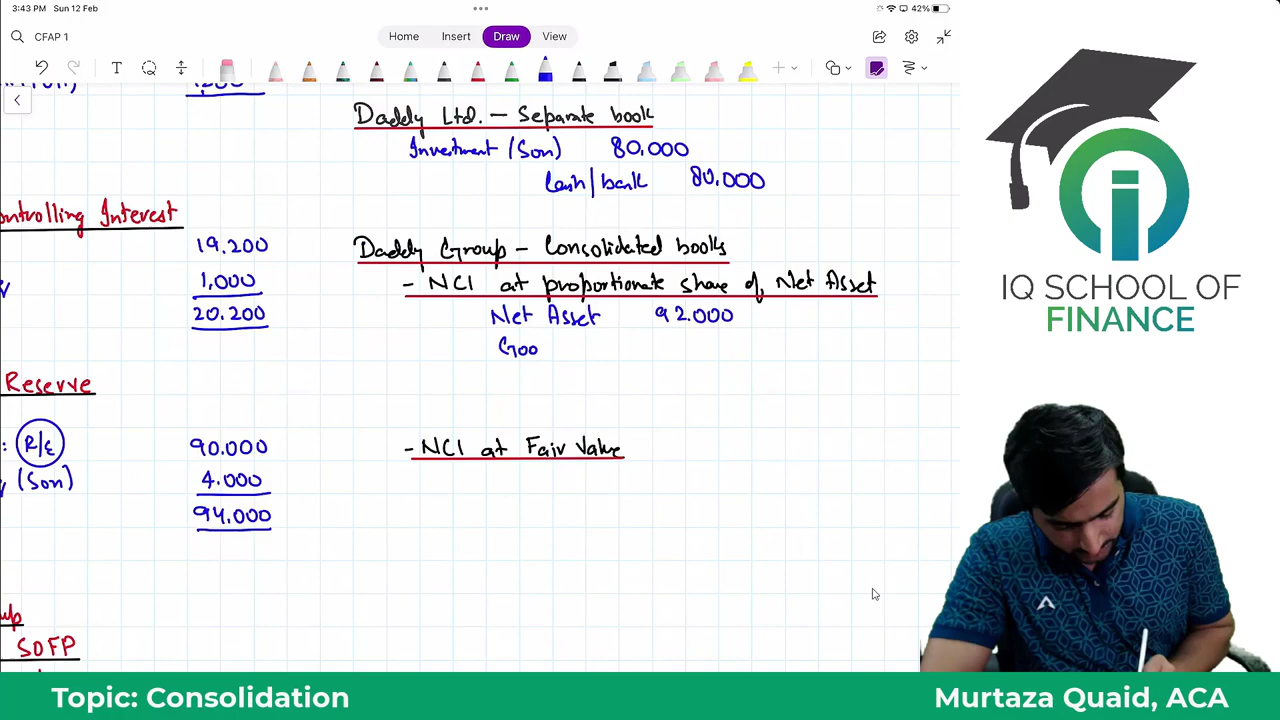 3:43 PM Sun 12 Feb
42%
CFAP 1
Home Insert Draw View
Daddy Ltd. – Separate book
Investment (Son) 80.000
Cash/bank 80.000
ontrolling Interest
19.200
1,000
20.200
Daddy Group – Consolidated books
- NCI at proportionate share of Net Asset
Net Asset 92.000
Goo
Reserve
: R/E 90.000
(Son) 4.000
94.000
- NCI at Fair Value
up
SOFP
IQ SCHOOL OF
FINANCE
Topic: Consolidation
Murtaza Quaid, ACA